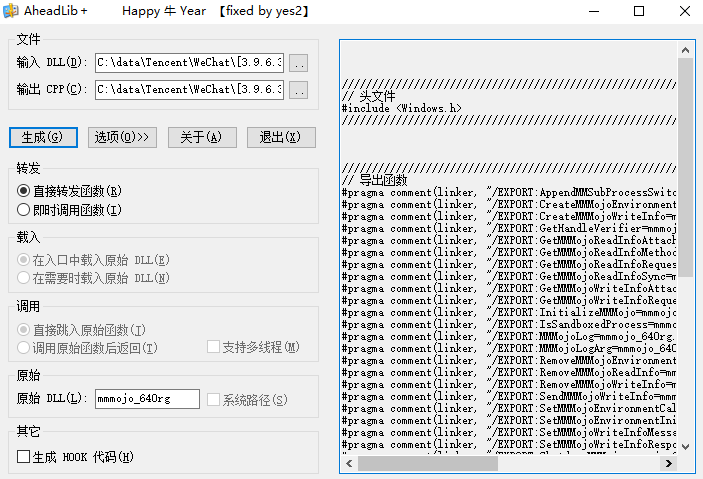 AheadLib + Happy 牛 Year 【fixed by yes2】
文件
输入 DLL(D): C:\data\Tencent\WeChat\[3.9.6.3 ..
输出 CPP(C): C:\data\Tencent\WeChat\[3.9.6.3 ..
生成(G) 选项(O)>> 关于(A) 退出(X)
转发
直接转发函数(R)
即时调用函数(I)
载入
在入口中载入原始 DLL(E)
在需要时载入原始 DLL(N)
调用
直接跳入原始函数(J)
调用原始函数后返回(T) 支持多线程(M)
原始
原始 DLL(L): mmmojo_64Org 系统路径(S)
其它
生成 HOOK 代码(H)
////////////////////////////////////////////////////////
// 头文件
#include <Windows.h>
////////////////////////////////////////////////////////
////////////////////////////////////////////////////////
// 导出函数
#pragma comment(linker, "/EXPORT:AppendMMSubProcessSwitc
#pragma comment(linker, "/EXPORT:CreateMMMojoEnvironment
#pragma comment(linker, "/EXPORT:CreateMMMojoWriteInfo=m
#pragma comment(linker, "/EXPORT:GetHandleVerifier=mmmoj
#pragma comment(linker, "/EXPORT:GetMMMojoReadInfoAttach
#pragma comment(linker, "/EXPORT:GetMMMojoReadInfoMethod
#pragma comment(linker, "/EXPORT:GetMMMojoReadInfoReques
#pragma comment(linker, "/EXPORT:GetMMMojoReadInfoSync=m
#pragma comment(linker, "/EXPORT:GetMMMojoWriteInfoAttac
#pragma comment(linker, "/EXPORT:GetMMMojoWriteInfoReque
#pragma comment(linker, "/EXPORT:InitializeMMMojo=mmmojo
#pragma comment(linker, "/EXPORT:IsSandboxedProcess=mmmo
#pragma comment(linker, "/EXPORT:MMMojoLog=mmmojo_64Org.
#pragma comment(linker, "/EXPORT:MMMojoLogArg=mmmojo_64O
#pragma comment(linker, "/EXPORT:RemoveMMMojoEnvironment
#pragma comment(linker, "/EXPORT:RemoveMMMojoReadInfo=mm
#pragma comment(linker, "/EXPORT:RemoveMMMojoWriteInfo=m
#pragma comment(linker, "/EXPORT:SendMMMojoWriteInfo=mmm
#pragma comment(linker, "/EXPORT:SetMMMojoEnvironmentCal
#pragma comment(linker, "/EXPORT:SetMMMojoEnvironmentIni
#pragma comment(linker, "/EXPORT:SetMMMojoWriteInfoMessa
#pragma comment(linker, "/EXPORT:SetMMMojoWriteInfoRespo